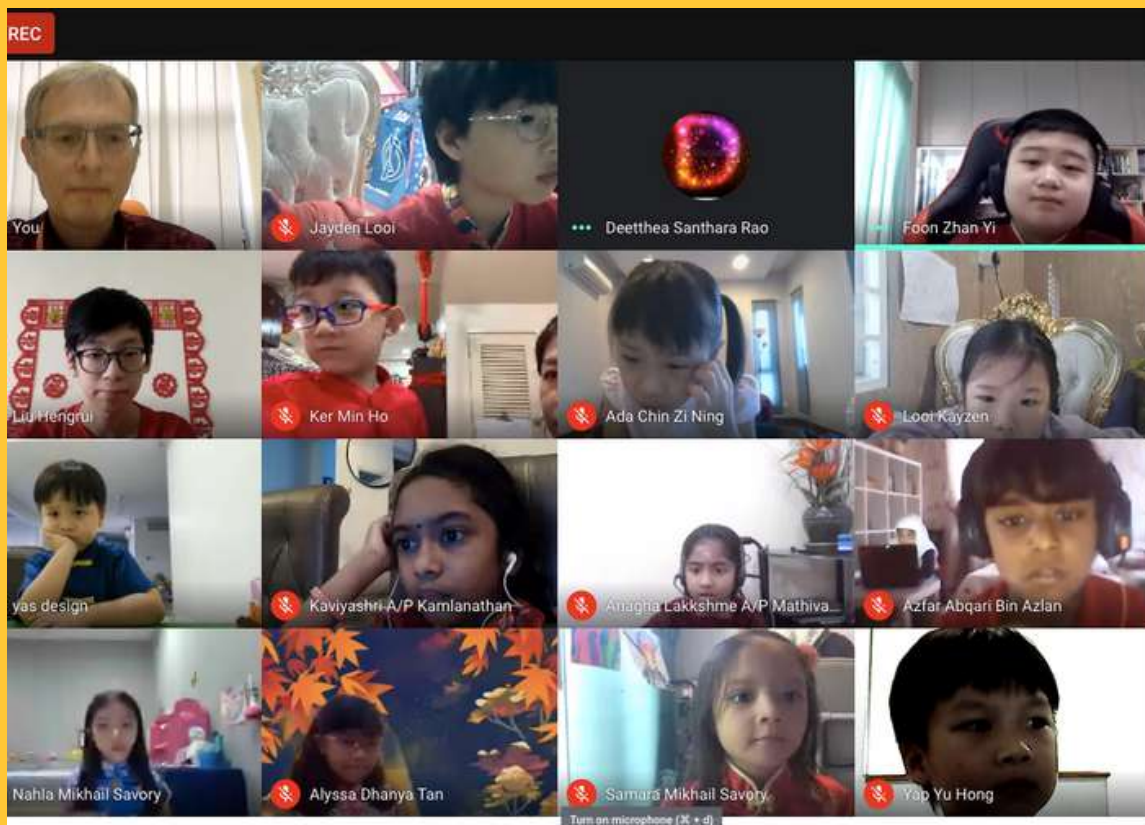 REC
You
Jayden Looi
Deetthea Santhara Rao
Foon Zhan Yi
Liu Hengrui
Ker Min Ho
Ada Chin Zi Ning
Looi Kayzen
yas design
Kaviyashri A/P Kamlanathan
Anagha Lakkshme A/P Mathiva...
Azfar Abqari Bin Azlan
Nahla Mikhail Savory
Alyssa Dhanya Tan
Samara Mikhail Savory
Yap Yu Hong
Turn on microphone (⌘ + d)